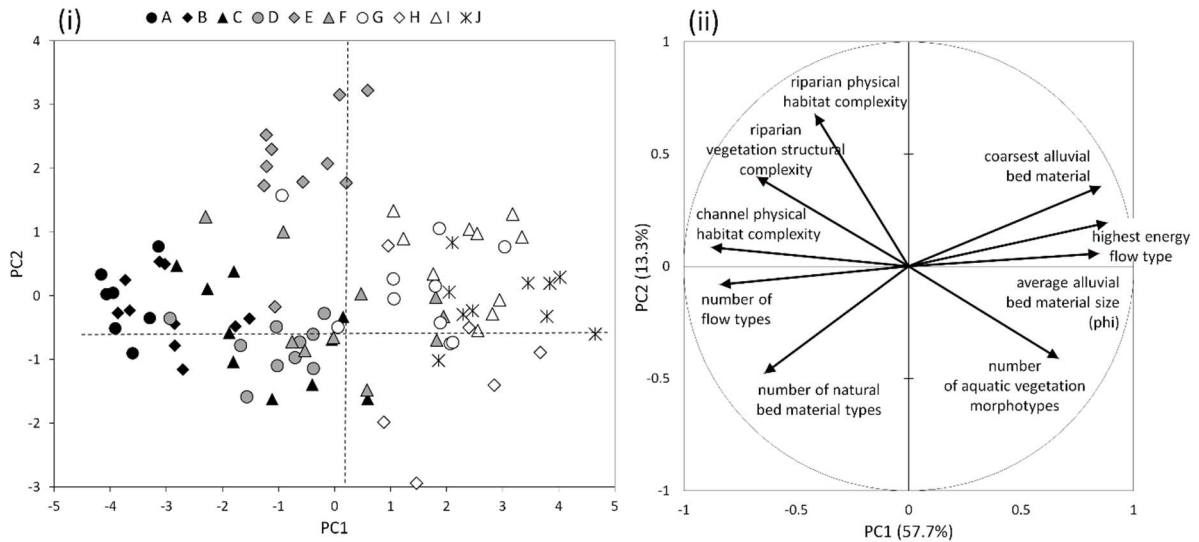 (i)
A B C D E F G H I J
4
3
2
1
0
-1
-2
-3
PC2
-5 -4 -3 -2 -1 0 1 2 3 4 5
PC1
(ii)
1
0.5
0
-0.5
-1
PC2 (13.3%)
riparian physical
habitat complexity
riparian
vegetation structural
complexity
channel physical
habitat complexity
number of
flow types
number of natural
bed material types
coarsest alluvial
bed material
highest energy
flow type
average alluvial
bed material size
(phi)
number
of aquatic vegetation
morphotypes
-1 -0.5 0 0.5 1
PC1 (57.7%)